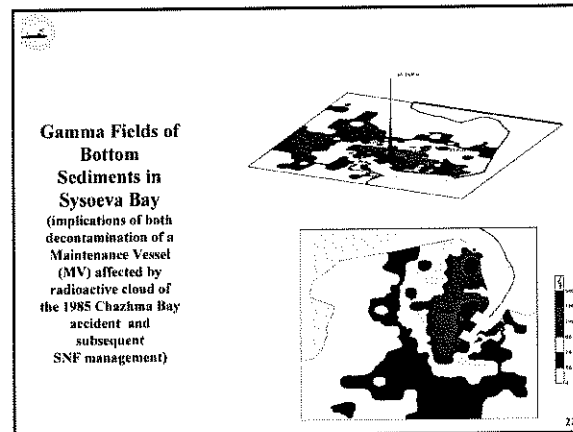 Gamma Fields of
Bottom
Sediments in
Sysoeva Bay
(implications of both
decontamination of a
Maintenance Vessel
(MV) affected by
radioactive cloud of
the 1985 Chazhma Bay
accident and
subsequent
SNF management)